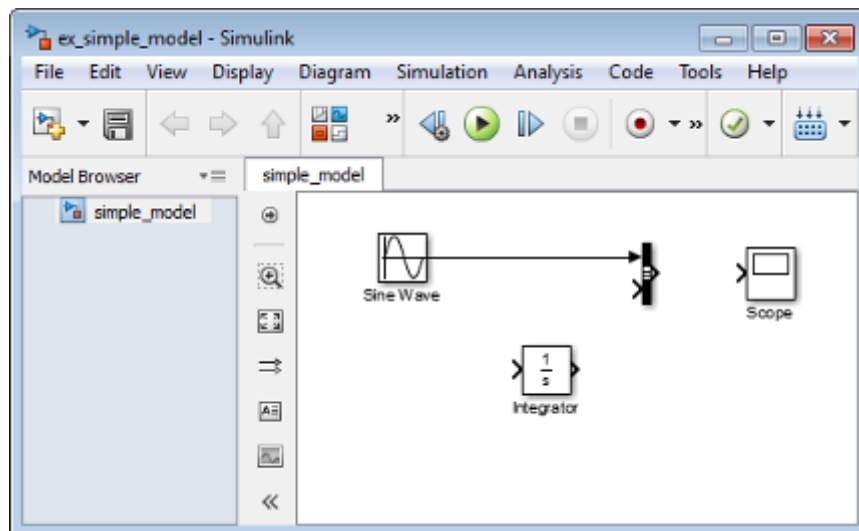 ex_simple_model - Simulink
File Edit View Display Diagram Simulation Analysis Code Tools Help
Model Browser
simple_model
simple_model
Sine Wave
Scope
1
s
Integrator